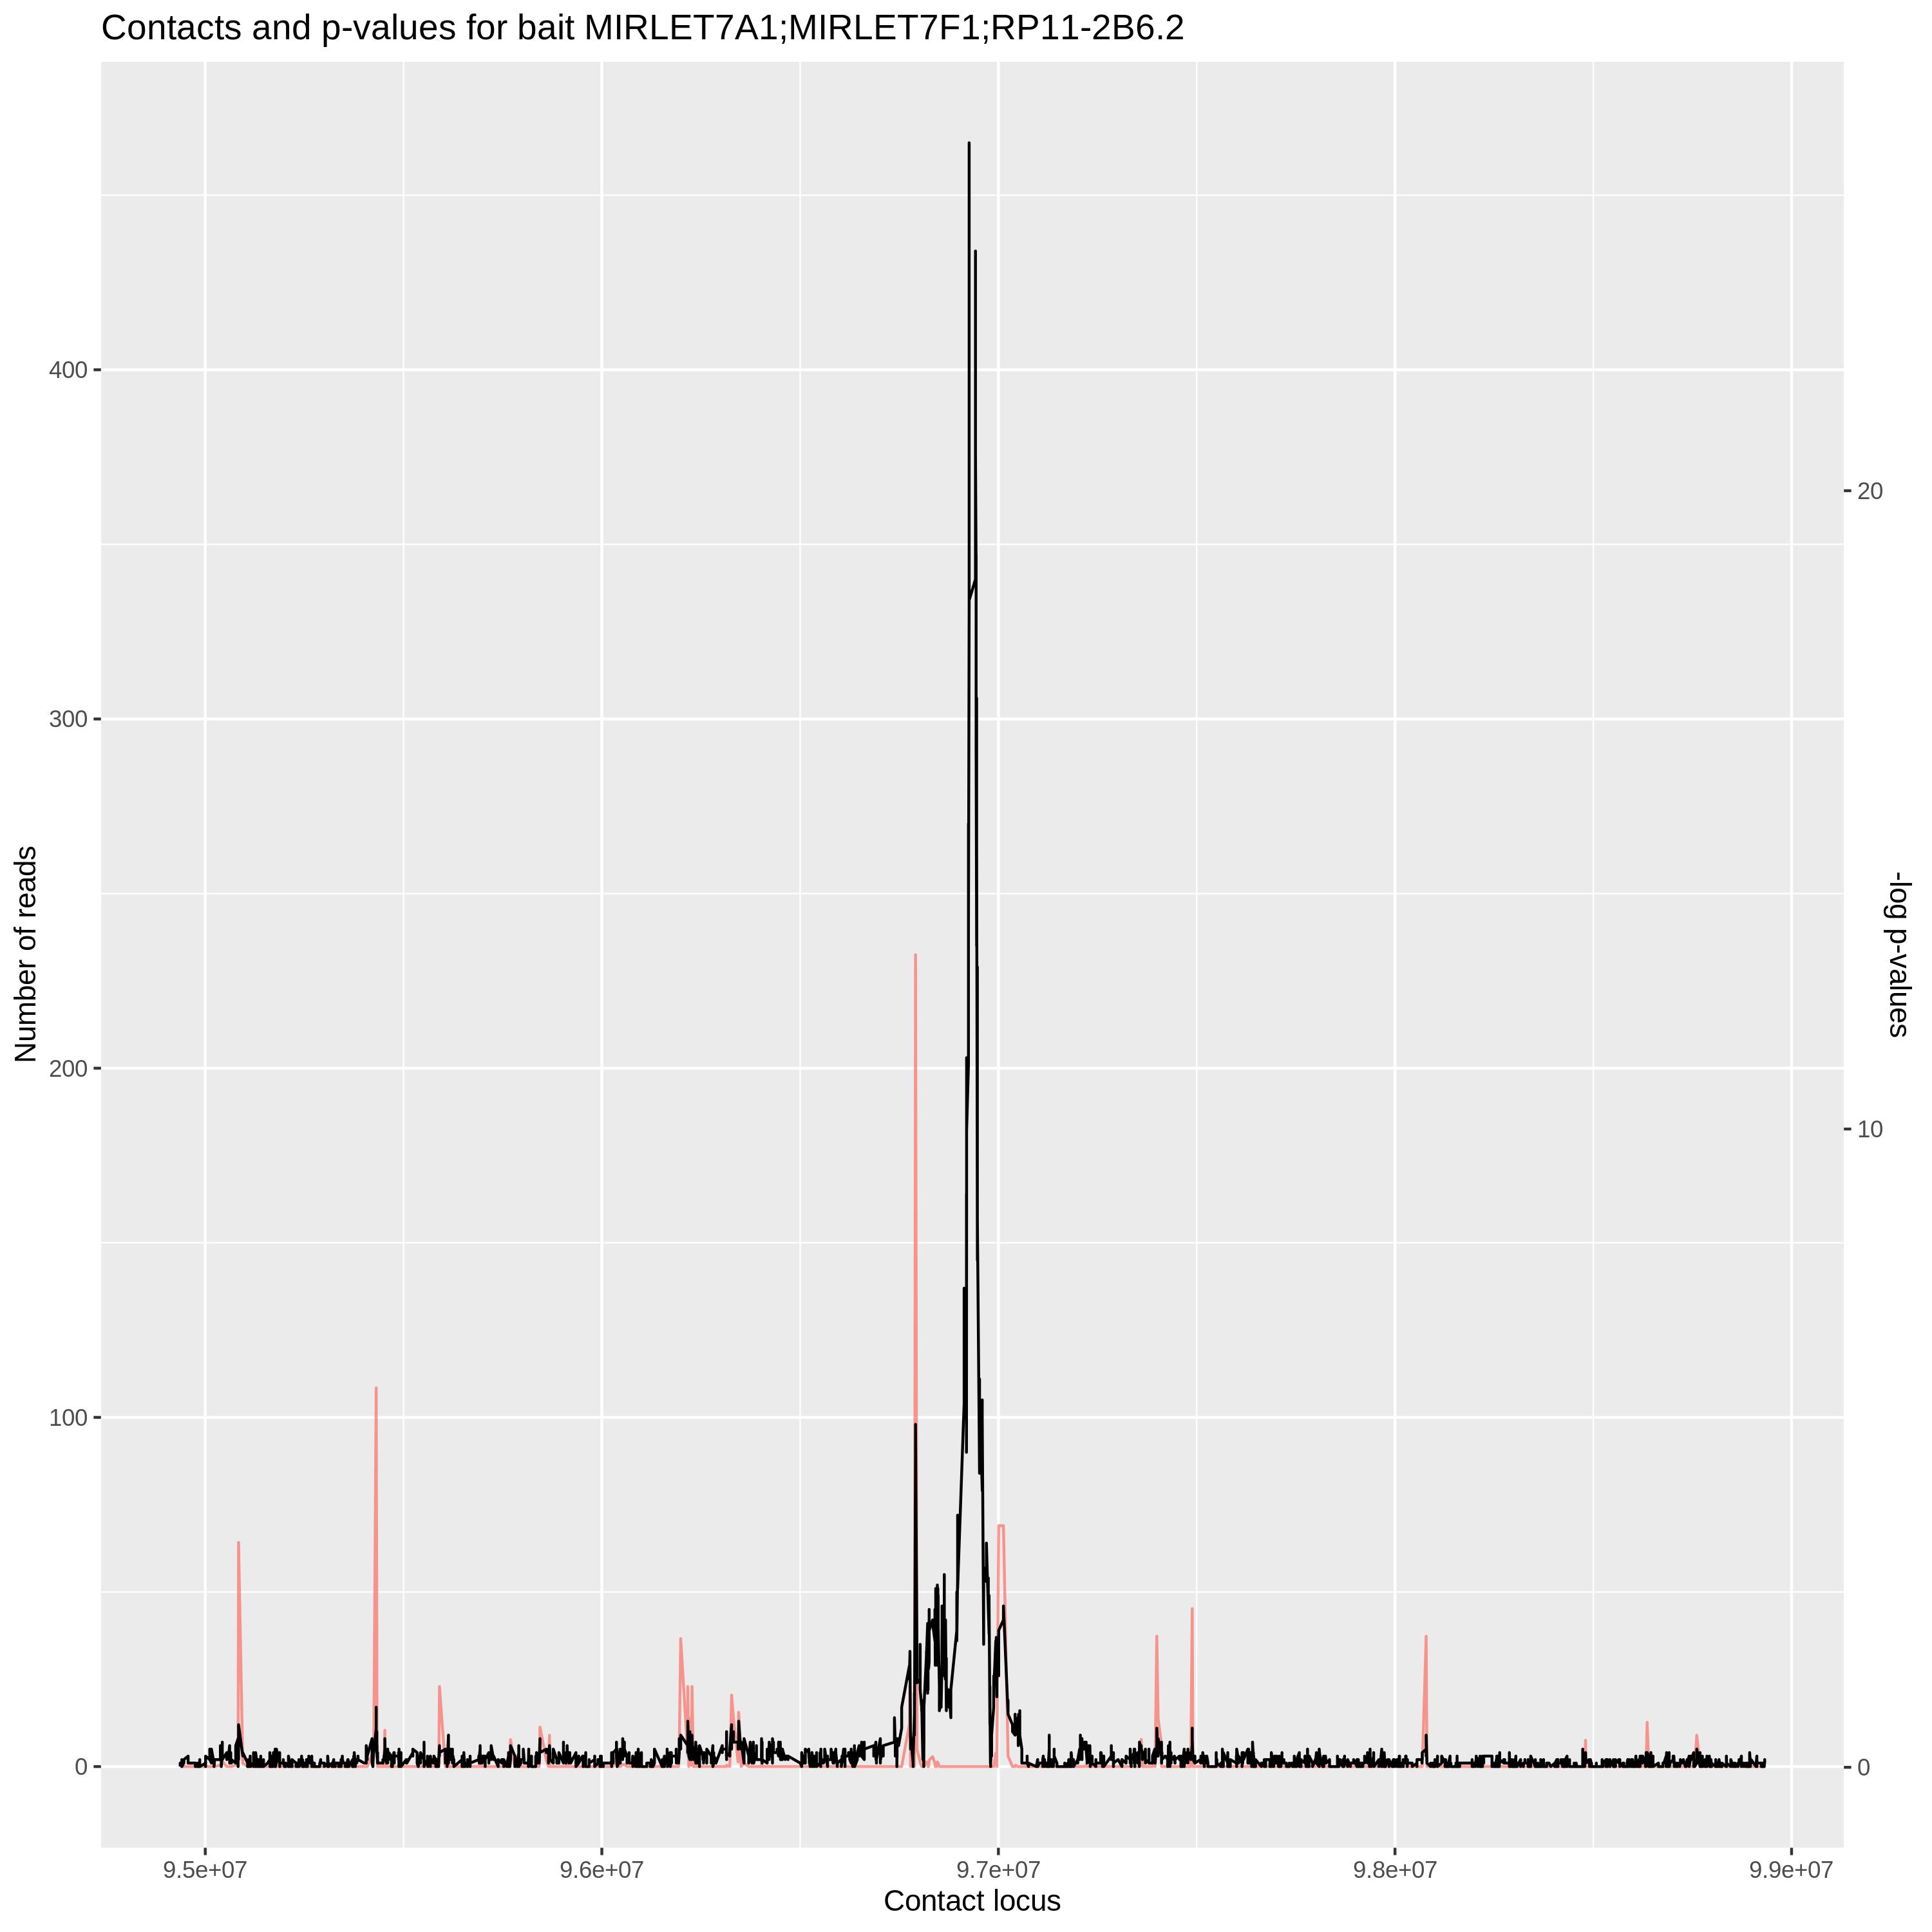 Contacts and p-values for bait MIRLET7A1;MIRLET7F1;RP11-2B6.2
Number of reads
400
300
200
100
0
20
10
0
-log p-values
9.5e+07 9.6e+07 9.7e+07 9.8e+07 9.9e+07
Contact locus